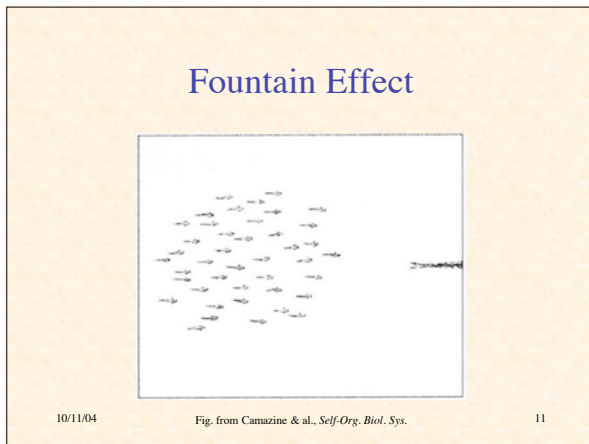 Fountain Effect
10/11/04 Fig. from Camazine & al., Self-Org. Biol. Sys. 11